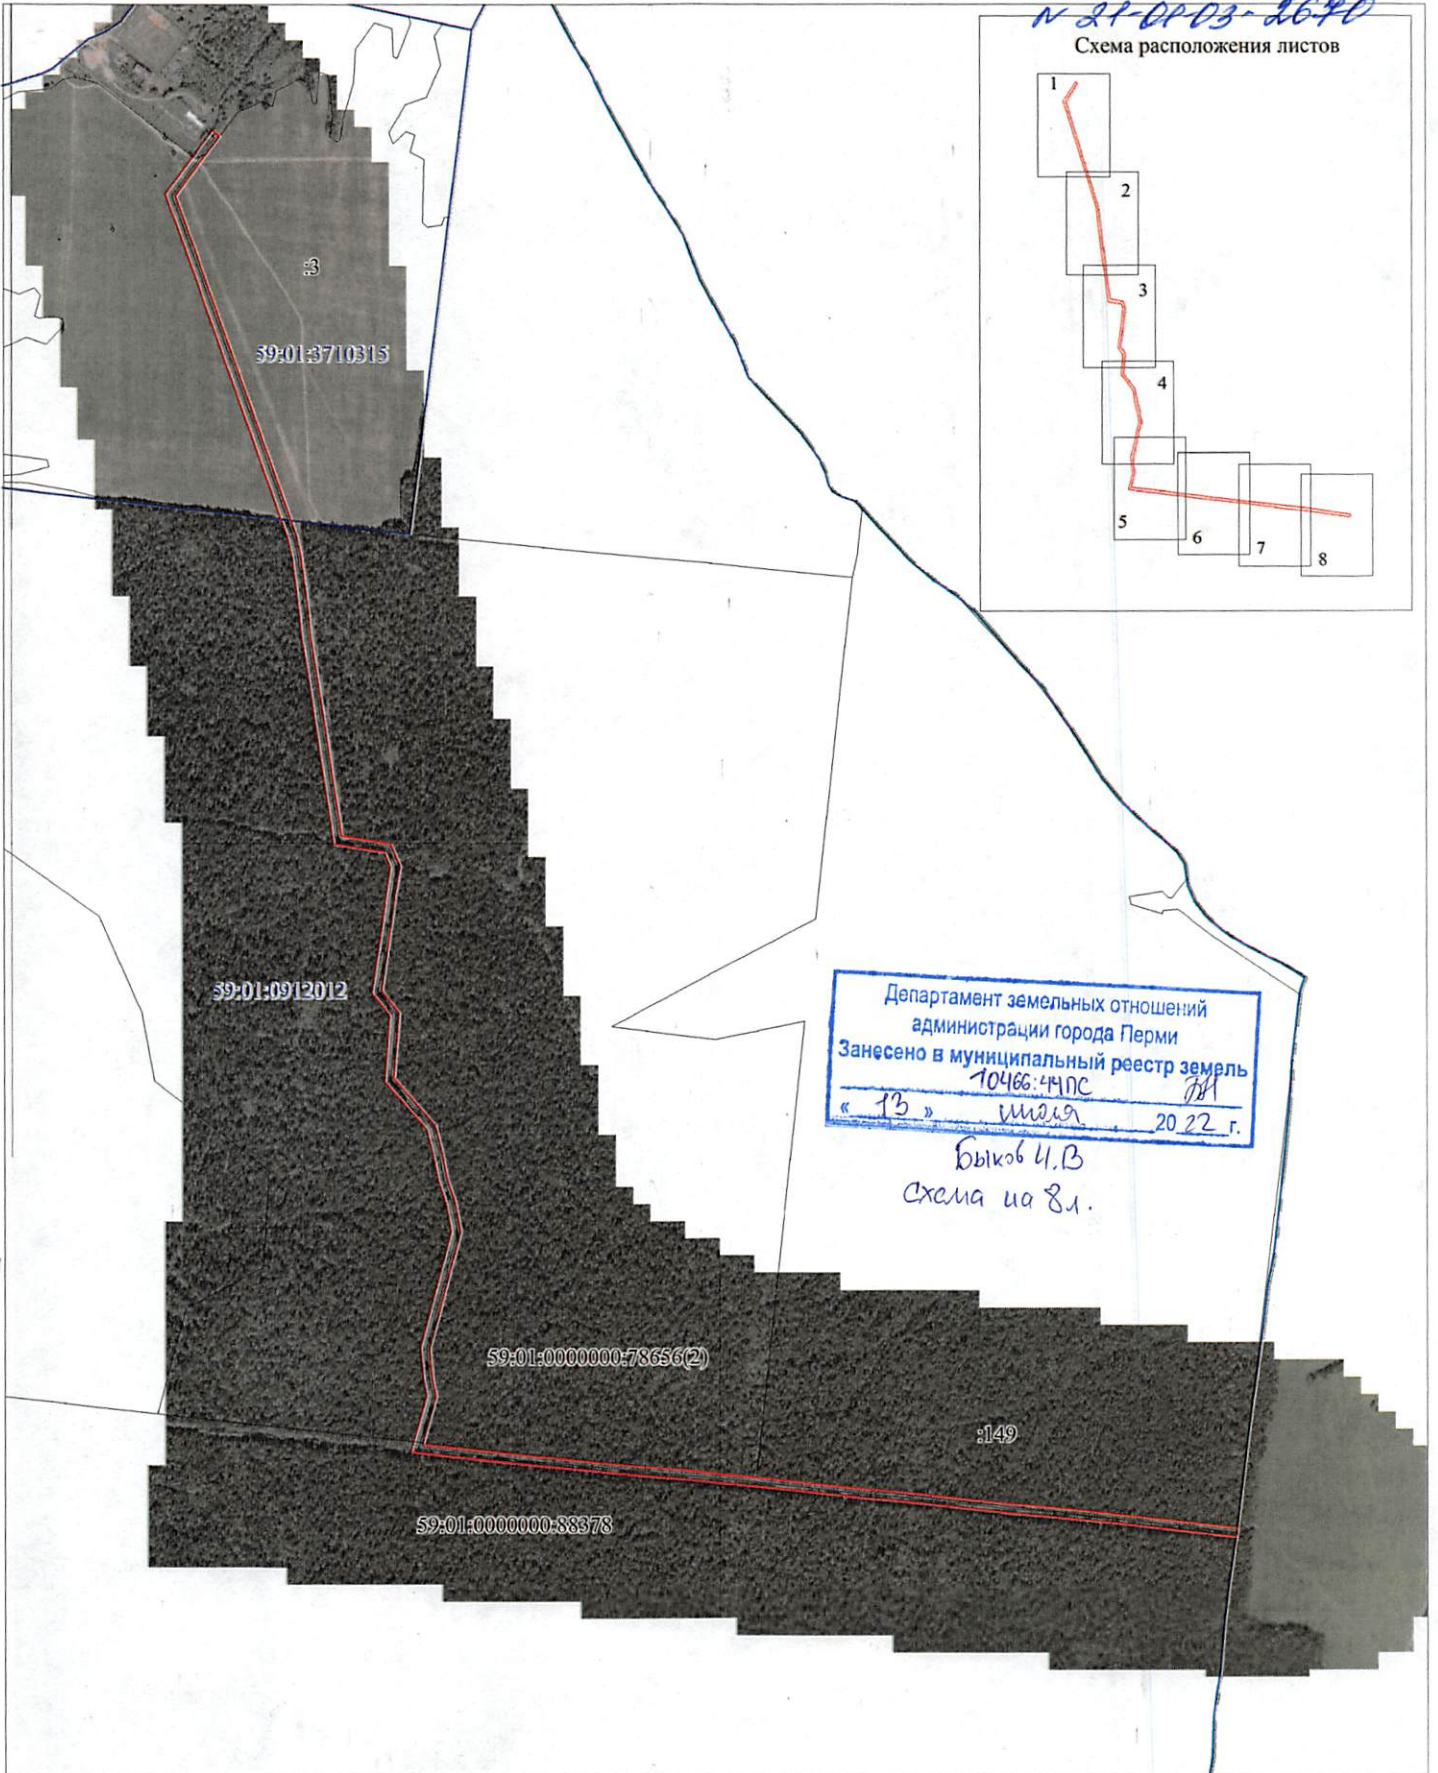 N 21-01-03-2670
Схема расположения листов
1
2
3
4
5
6
7
8
:3
59:01:3710315
59:01:0912012
Департамент земельных отношений
администрации города Перми
Занесено в муниципальный реестр земель
10466:44ПС
« 13 » июля 20 22 г.
Быков И.В
схема на 8л.
59:01:0000000:78656(2)
:149
59:01:0000000:88378